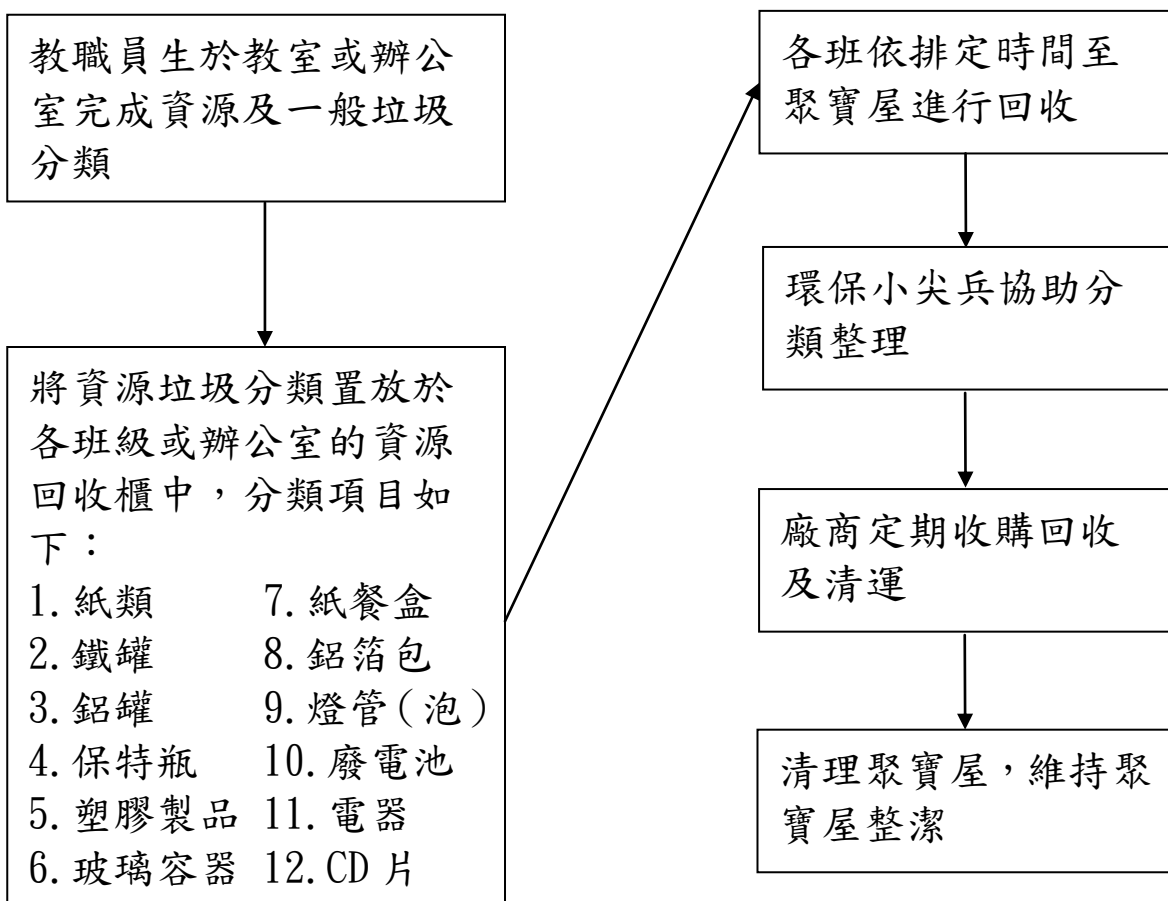 教職員生於教室或辦公
室完成資源及一般垃圾
分類
將資源垃圾分類置放於
各班級或辦公室的資源
回收櫃中，分類項目如
下：
1.紙類 7.紙餐盒
2.鐵罐 8.鋁箔包
3.鋁罐 9.燈管(泡)
4.保特瓶 10.廢電池
5.塑膠製品 11.電器
6.玻璃容器 12.CD片
各班依排定時間至
聚寶屋進行回收
環保小尖兵協助分
類整理
廠商定期收購回收
及清運
清理聚寶屋，維持聚
寶屋整潔